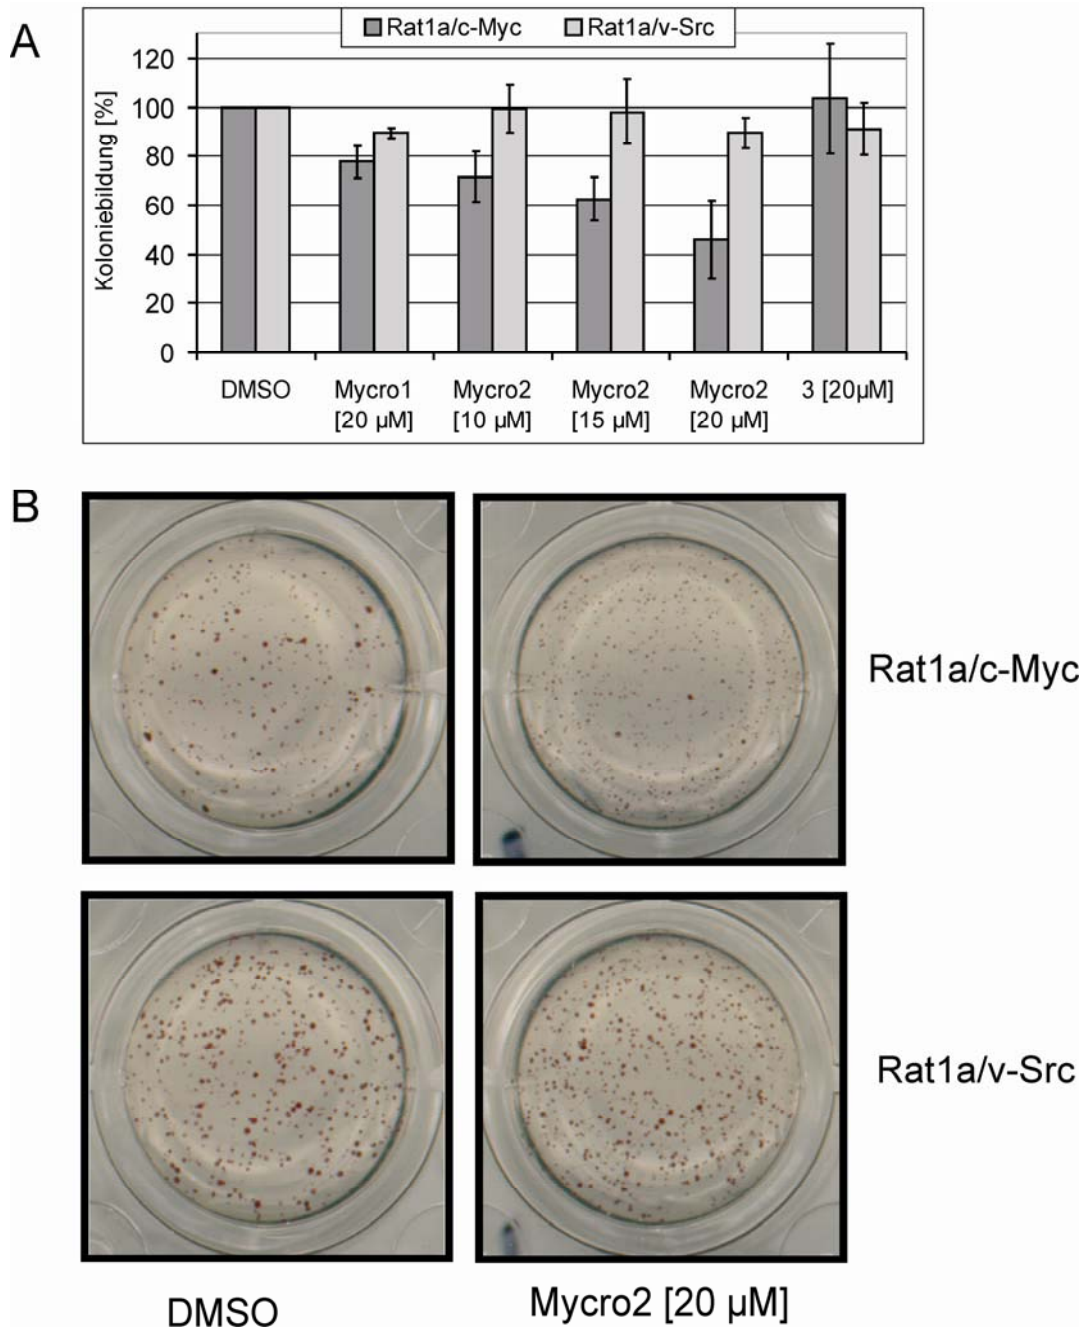 A
Rat1a/c-Myc Rat1a/v-Src
Koloniebildung [%]
120
100
80
60
40
20
0
DMSO Mycro1 Mycro2 Mycro2 Mycro2 3 [20µM]
[20 µM] [10 µM] [15 µM] [20 µM]
B
Rat1a/c-Myc
Rat1a/v-Src
DMSO Mycro2 [20 µM]